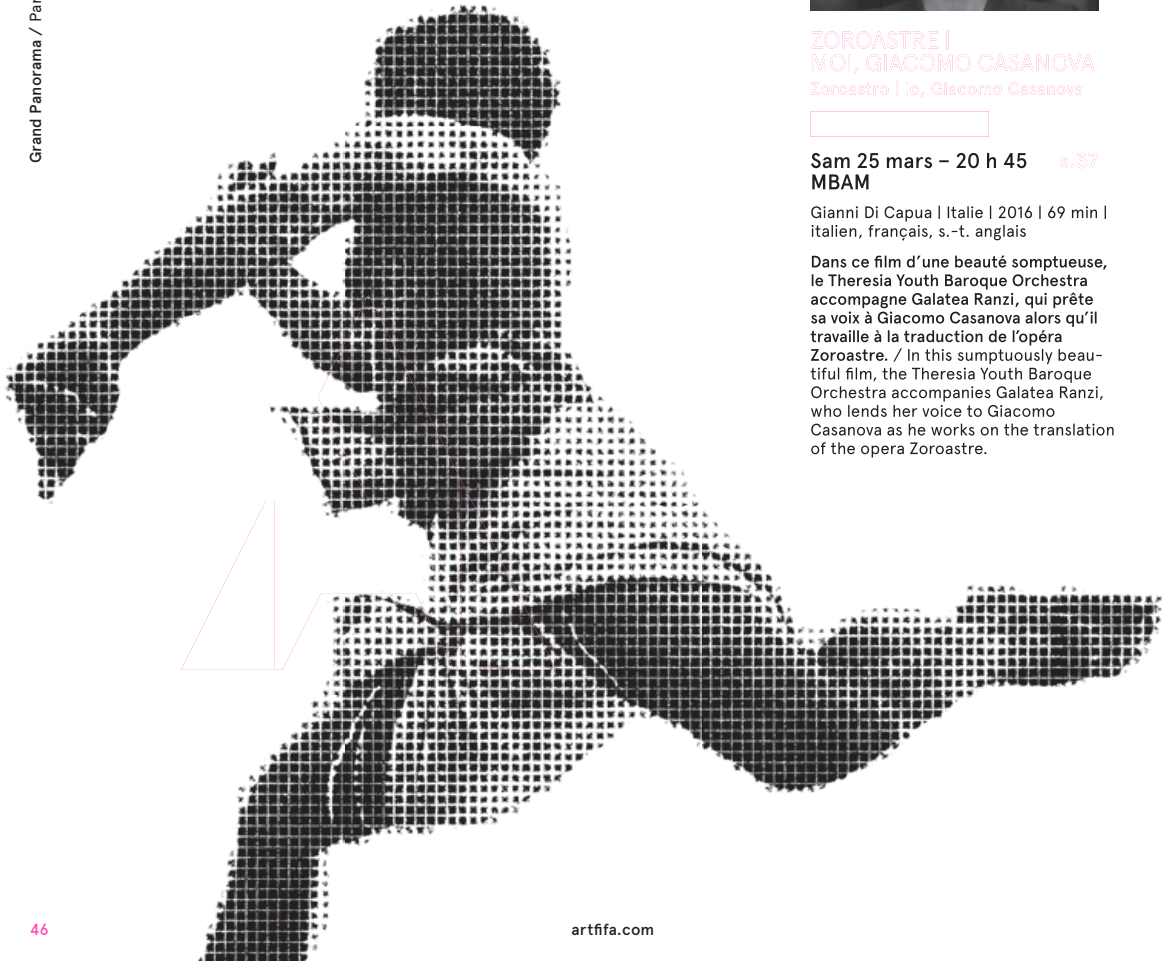 Grand Panorama / Par
ZOROASTRE |
MOI, GIACOMO CASANOVA
Zoroastro | io, Giacomo Casanova
Sam 25 mars – 20 h 45 s.37
MBAM
Gianni Di Capua | Italie | 2016 | 69 min |
italien, français, s.-t. anglais
Dans ce film d’une beauté somptueuse,
le Theresia Youth Baroque Orchestra
accompagne Galatea Ranzi, qui prête
sa voix à Giacomo Casanova alors qu’il
travaille à la traduction de l’opéra
Zoroastre. / In this sumptuously beau-
tiful film, the Theresia Youth Baroque
Orchestra accompanies Galatea Ranzi,
who lends her voice to Giacomo
Casanova as he works on the translation
of the opera Zoroastre.
46
artfifa.com